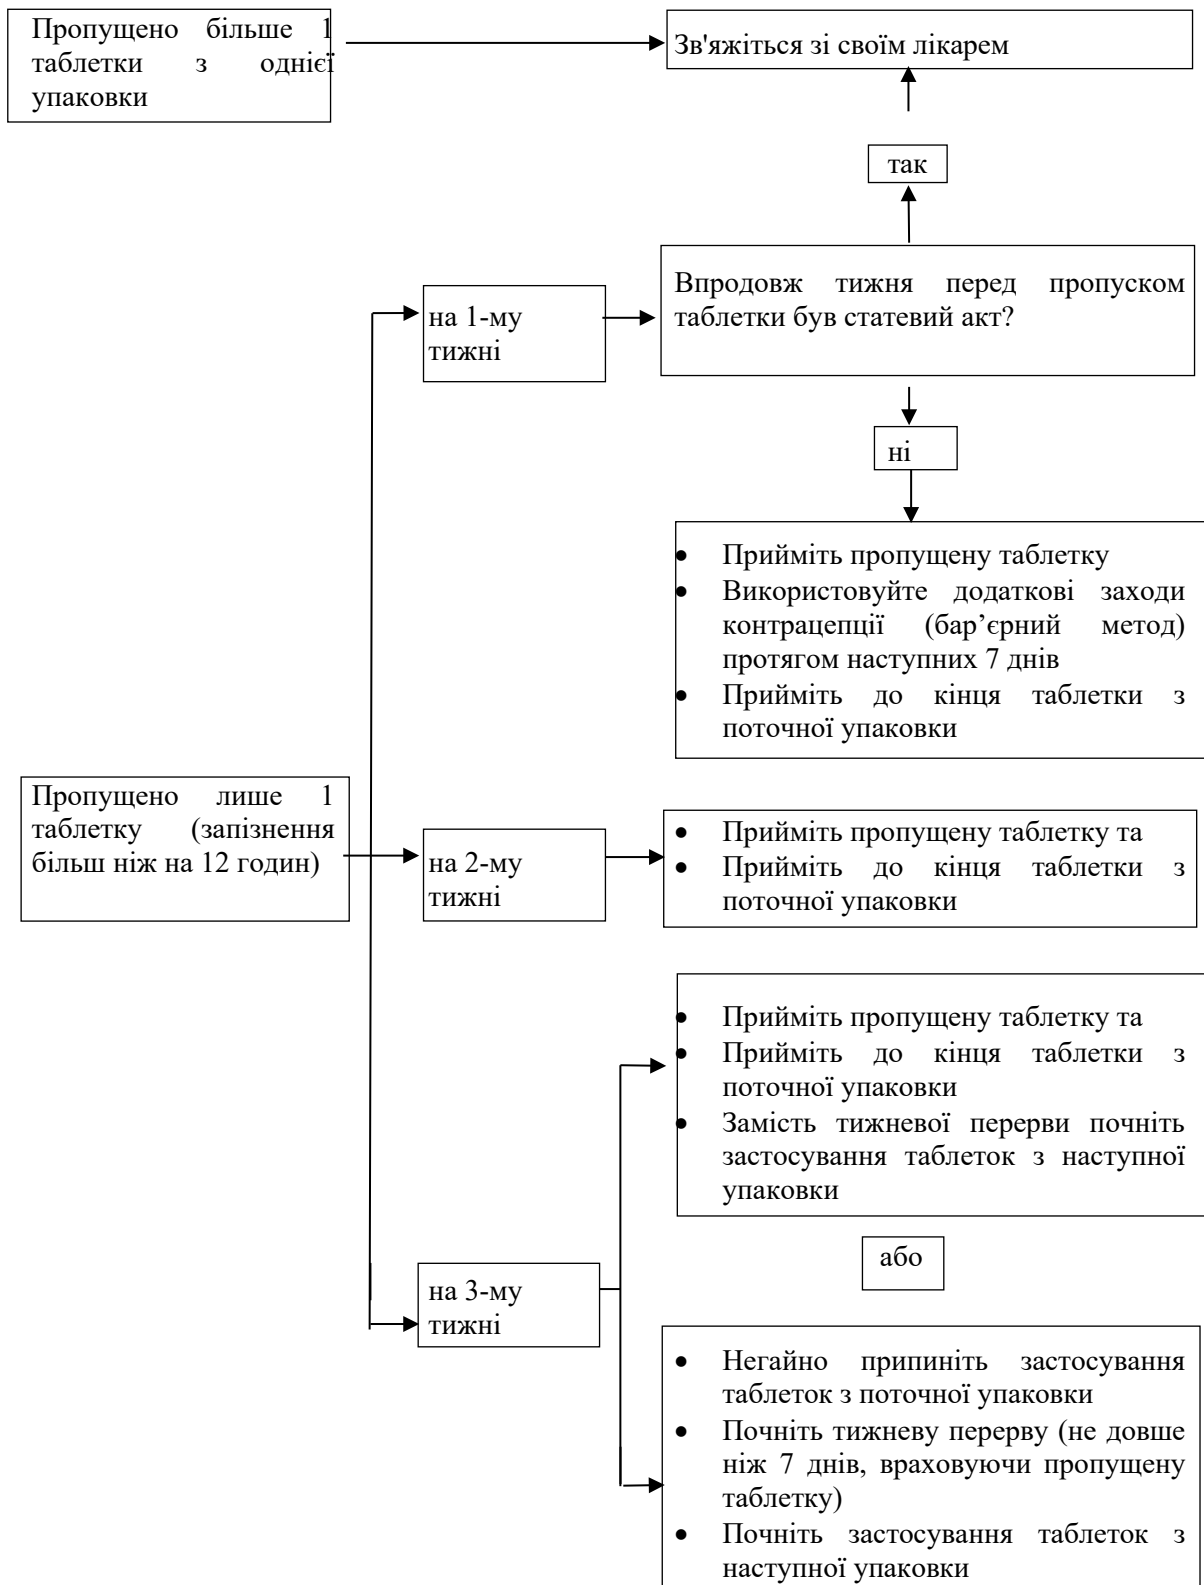 Пропущено більше 1
таблетки з однієї
упаковки
Зв'яжіться зі своїм лікарем
так
Впродовж тижня перед пропуском
таблетки був статевий акт?
на 1-му
тижні
ні
• Прийміть пропущену таблетку
• Використовуйте додаткові заходи
контрацепції (бар’єрний метод)
протягом наступних 7 днів
• Прийміть до кінця таблетки з
поточної упаковки
Пропущено лише 1
таблетку (запізнення
більш ніж на 12 годин)
на 2-му
тижні
• Прийміть пропущену таблетку та
• Прийміть до кінця таблетки з
поточної упаковки
• Прийміть пропущену таблетку та
• Прийміть до кінця таблетки з
поточної упаковки
• Замість тижневої перерви почніть
застосування таблеток з наступної
упаковки
або
на 3-му
тижні
• Негайно припиніть застосування
таблеток з поточної упаковки
• Почніть тижневу перерву (не довше
ніж 7 днів, враховуючи пропущену
таблетку)
• Почніть застосування таблеток з
наступної упаковки